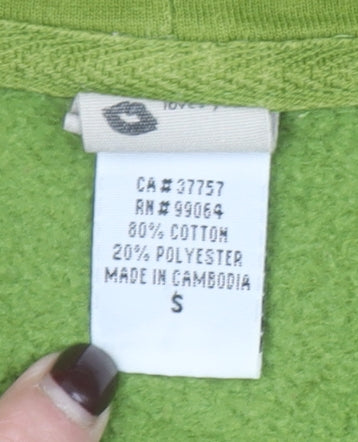 CA# 37757
RN# 99064
80% COTTON
20% POLYESTER
MADE IN CAMBODIA
S